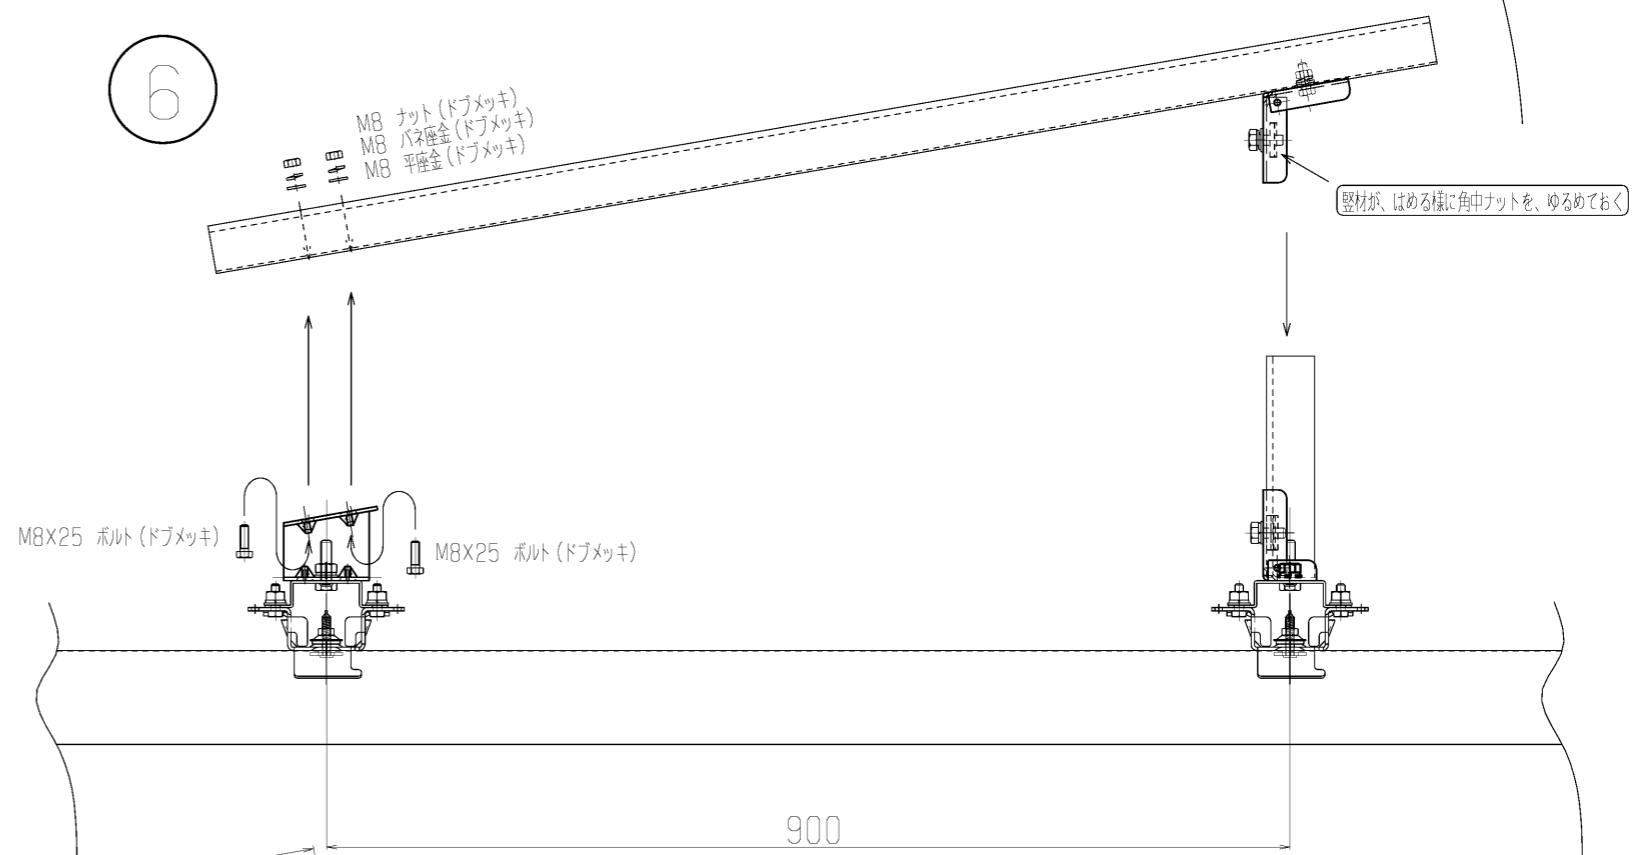 6
M8 ナット(ドブメッキ)
M8 バネ座金(ドブメッキ)
M8 平座金(ドブメッキ)
竪材が、はめる様に角中ナットを、ゆるめておく
M8X25 ボルト(ドブメッキ)
M8X25 ボルト(ドブメッキ)
900